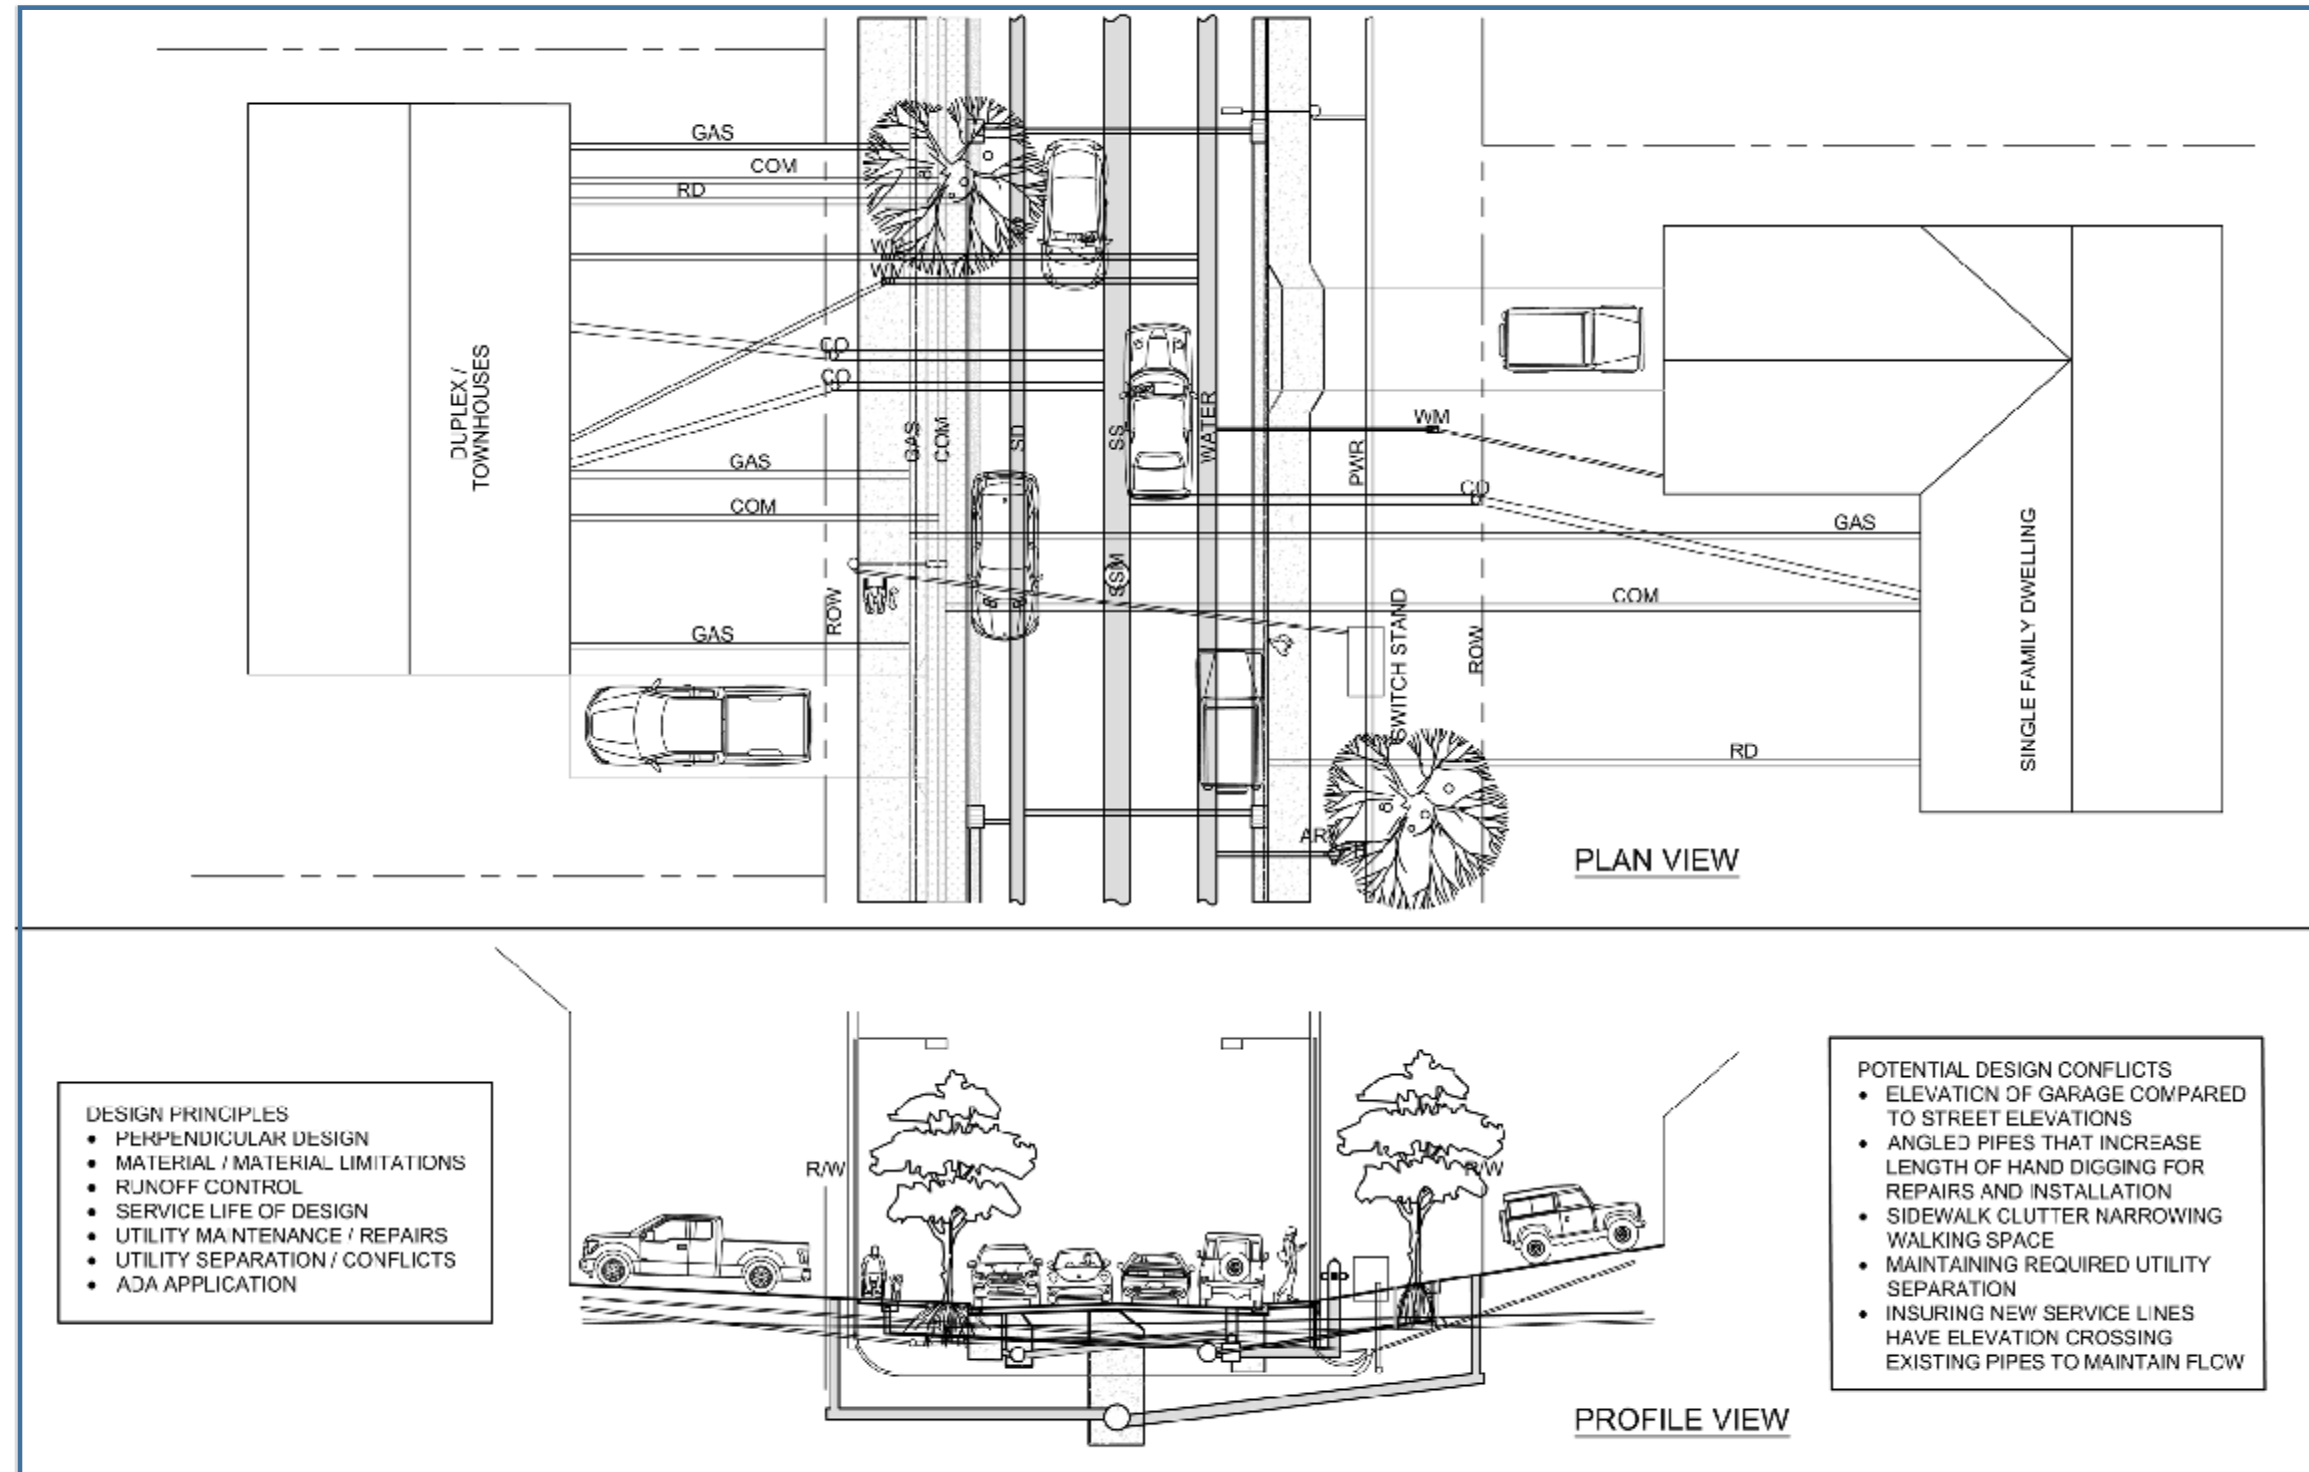 GAS
COM
RD
WM
WM
CO
CO
DUPLEX /
TOWNHOUSES
GAS
COM
GAS
ROW
GAS
COM
SD
SS
WATER
SSM
PWR
WM
CO
GAS
COM
SWITCH STAND
ROW
SINGLE FAMILY DWELLING
RD
PLAN VIEW
R/W
R/W
DESIGN PRINCIPLES
• PERPENDICULAR DESIGN
• MATERIAL / MATERIAL LIMITATIONS
• RUNOFF CONTROL
• SERVICE LIFE OF DESIGN
• UTILITY MAINTENANCE / REPAIRS
• UTILITY SEPARATION / CONFLICTS
• ADA APPLICATION
POTENTIAL DESIGN CONFLICTS
• ELEVATION OF GARAGE COMPARED
TO STREET ELEVATIONS
• ANGLED PIPES THAT INCREASE
LENGTH OF HAND DIGGING FOR
REPAIRS AND INSTALLATION
• SIDEWALK CLUTTER NARROWING
WALKING SPACE
• MAINTAINING REQUIRED UTILITY
SEPARATION
• INSURING NEW SERVICE LINES
HAVE ELEVATION CROSSING
EXISTING PIPES TO MAINTAIN FLOW
PROFILE VIEW